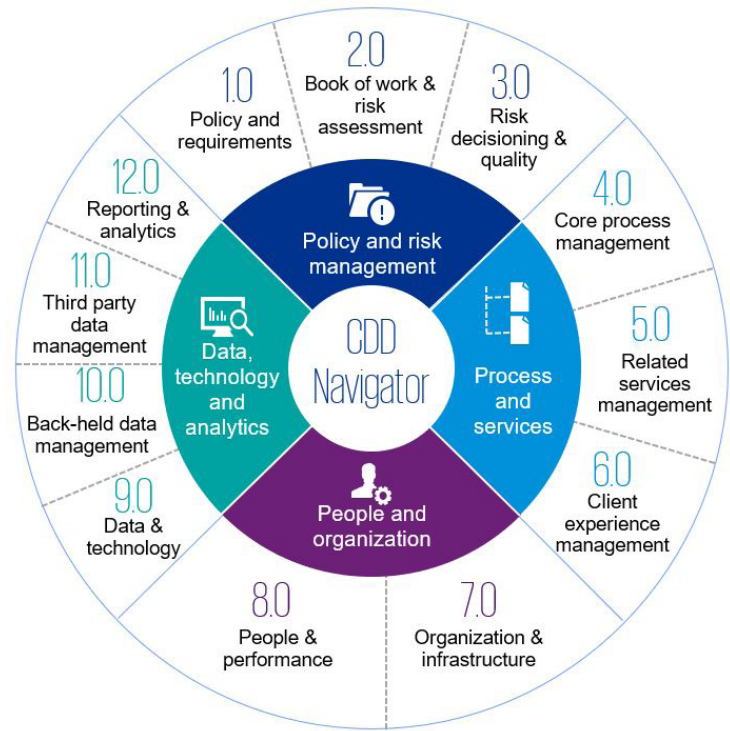 1.0
Policy and
requirements
2.0
Book of work &
risk
assessment
3.0
Risk
decisioning &
quality
4.0
Core process
management
5.0
Related
services
management
6.0
Client
experience
management
7.0
Organization &
infrastructure
8.0
People &
performance
9.0
Data &
technology
10.0
Back-held data
management
11.0
Third party
data
management
12.0
Reporting &
analytics
Policy and risk
management
Process
and
services
People and
organization
Data,
technology
and
analytics
CDD
Navigator